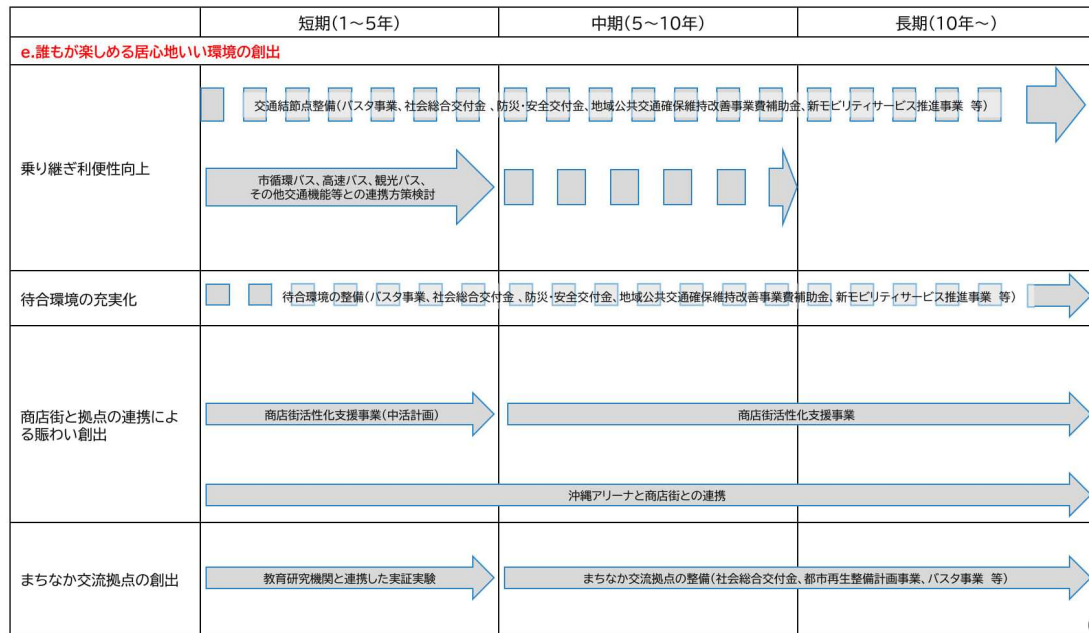 短期(1～5年)
中期(5～10年)
長期(10年～)
e.誰もが楽しめる居心地いい環境の創出
乗り継ぎ利便性向上
交通結節点整備(バスタ事業、社会総合交付金 、防災・安全交付金、地域公共交通確保維持改善事業費補助金、新モビリティサービス推進事業 等)
市循環バス、高速バス、観光バス、
その他交通機能等との連携方策検討
待合環境の充実化
待合環境の整備(バスタ事業、社会総合交付金 、防災・安全交付金、地域公共交通確保維持改善事業費補助金、新モビリティサービス推進事業 等)
商店街と拠点の連携によ
る賑わい創出
商店街活性化支援事業(中活計画)
商店街活性化支援事業
沖縄アリーナと商店街との連携
まちなか交流拠点の創出
教育研究機関と連携した実証実験
まちなか交流拠点の整備(社会総合交付金、都市再生整備計画事業、バスタ事業 等)